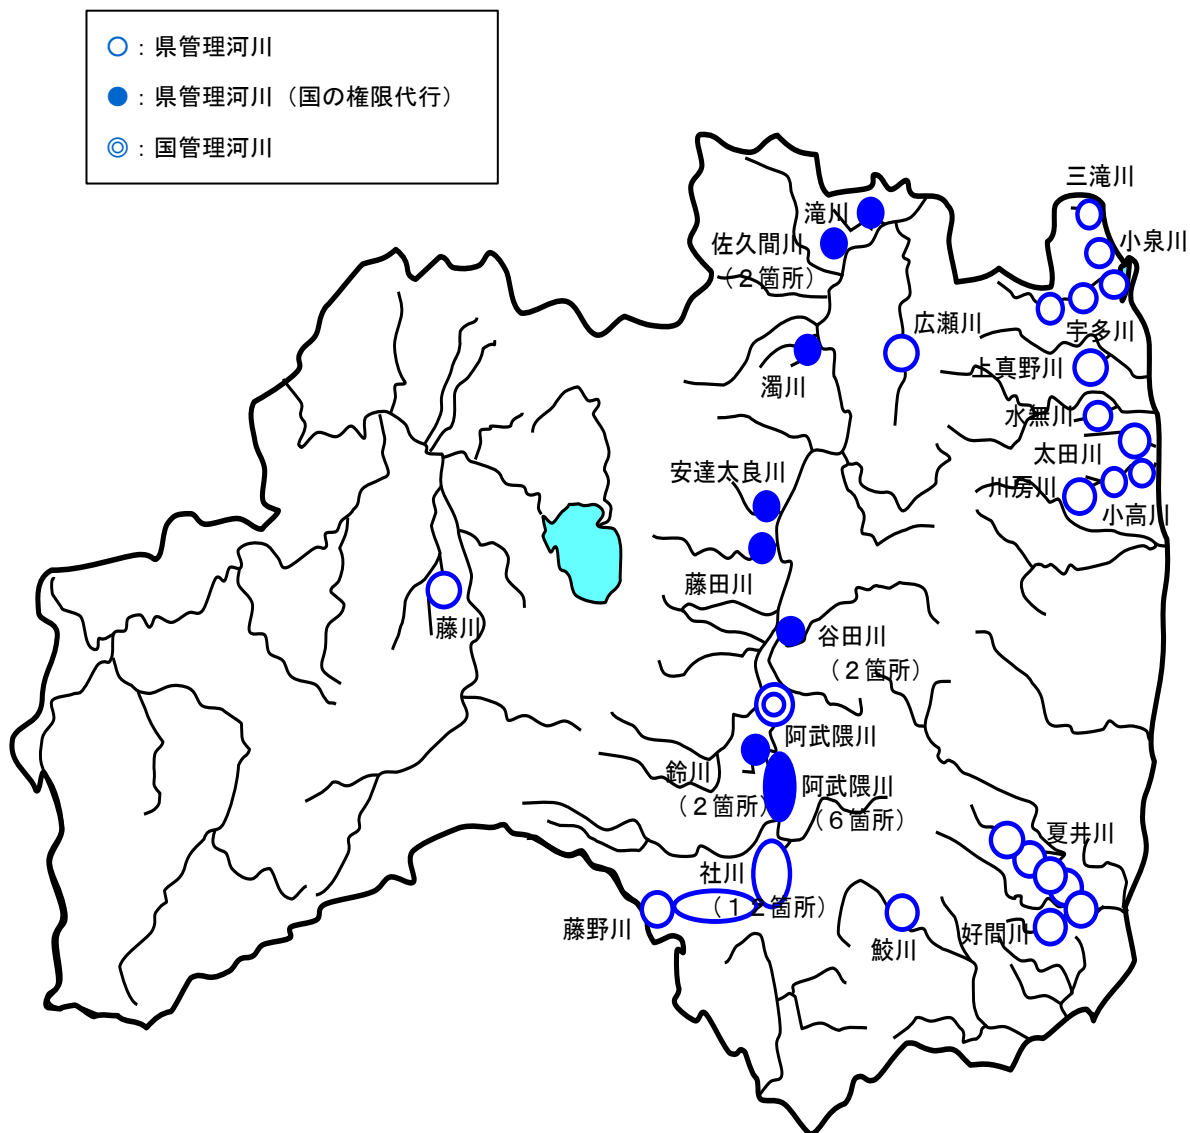 ○：県管理河川
●：県管理河川（国の権限代行）
◎：国管理河川
三滝川
滝川
小泉川
佐久間川
（２箇所）
広瀬川
宇多川
上真野川
濁川
水無川
太田川
安達太良川
川房川
小高川
藤田川
藤川
谷田川
（２箇所）
阿武隈川
鈴川
（２箇所）
阿武隈川
（６箇所）
夏井川
社川
（１２箇所）
藤野川
鮫川
好間川